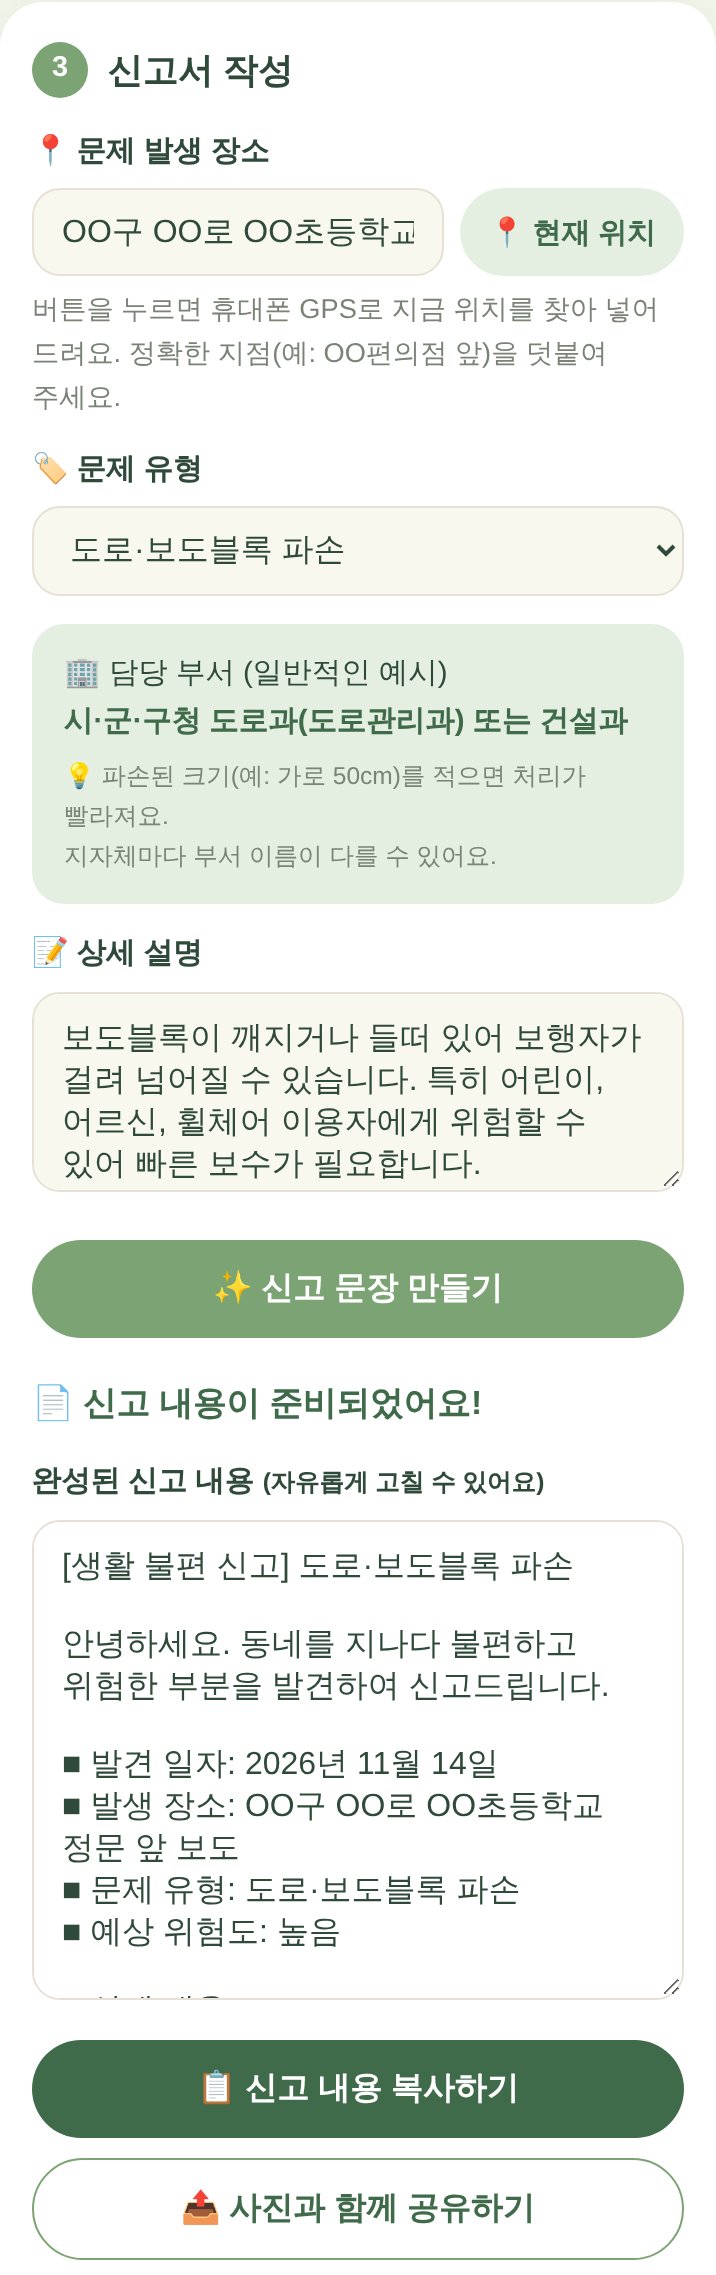 3 신고서 작성
📍 문제 발생 장소
OO구 OO로 OO초등학교
📍 현재 위치
버튼을 누르면 휴대폰 GPS로 지금 위치를 찾아 넣어
드려요. 정확한 지점(예: OO편의점 앞)을 덧붙여
주세요.
🏷️ 문제 유형
도로·보도블록 파손
🏢 담당 부서 (일반적인 예시)
시·군·구청 도로과(도로관리과) 또는 건설과
💡 파손된 크기(예: 가로 50cm)를 적으면 처리가
빨라져요.
지자체마다 부서 이름이 다를 수 있어요.
📝 상세 설명
보도블록이 깨지거나 들떠 있어 보행자가
걸려 넘어질 수 있습니다. 특히 어린이,
어르신, 휠체어 이용자에게 위험할 수
있어 빠른 보수가 필요합니다.
✨ 신고 문장 만들기
📄 신고 내용이 준비되었어요!
완성된 신고 내용 (자유롭게 고칠 수 있어요)
[생활 불편 신고] 도로·보도블록 파손
안녕하세요. 동네를 지나다 불편하고
위험한 부분을 발견하여 신고드립니다.
■ 발견 일자: 2026년 11월 14일
■ 발생 장소: OO구 OO로 OO초등학교
정문 앞 보도
■ 문제 유형: 도로·보도블록 파손
■ 예상 위험도: 높음
📋 신고 내용 복사하기
📤 사진과 함께 공유하기